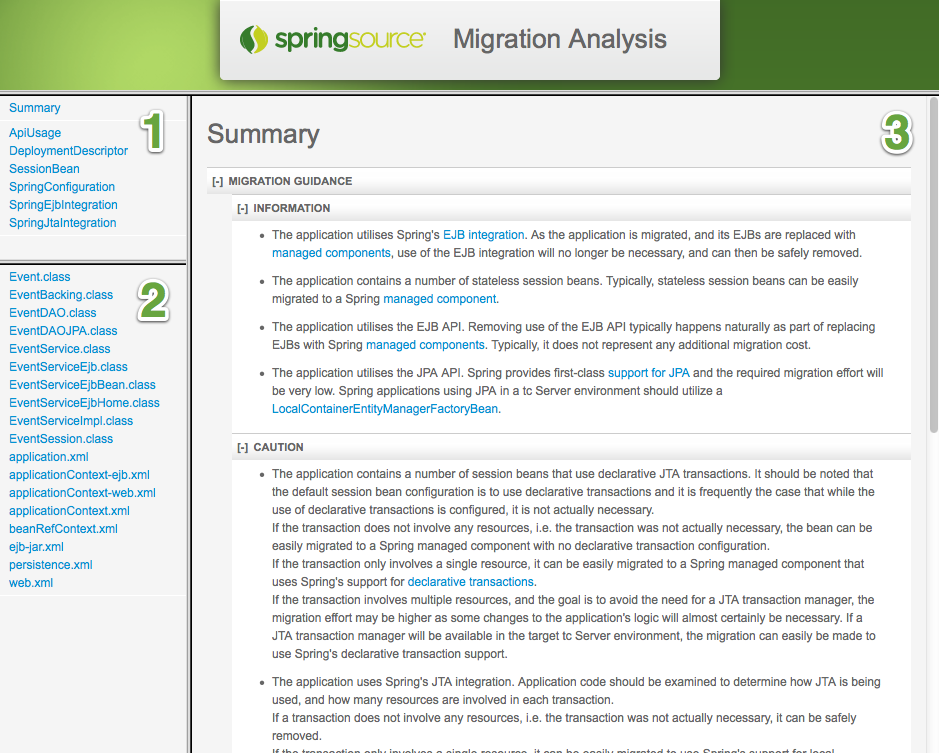 springsource Migration Analysis
Summary
1
ApiUsage
DeploymentDescriptor
SessionBean
SpringConfiguration
SpringEjbIntegration
SpringJtaIntegration
Event.class
2
EventBacking.class
EventDAO.class
EventDAOJPA.class
EventService.class
EventServiceEjb.class
EventServiceEjbBean.class
EventServiceEjbHome.class
EventServiceImpl.class
EventSession.class
application.xml
applicationContext-ejb.xml
applicationContext-web.xml
applicationContext.xml
beanRefContext.xml
ejb-jar.xml
persistence.xml
web.xml
3
Summary
[-] MIGRATION GUIDANCE
[-] INFORMATION
• The application utilises Spring's EJB integration. As the application is migrated, and its EJBs are replaced with
managed components, use of the EJB integration will no longer be necessary, and can then be safely removed.
• The application contains a number of stateless session beans. Typically, stateless session beans can be easily
migrated to a Spring managed component.
• The application utilises the EJB API. Removing use of the EJB API typically happens naturally as part of replacing
EJBs with Spring managed components. Typically, it does not represent any additional migration cost.
• The application utilises the JPA API. Spring provides first-class support for JPA and the required migration effort will
be very low. Spring applications using JPA in a tc Server environment should utilize a
LocalContainerEntityManagerFactoryBean.
[-] CAUTION
• The application contains a number of session beans that use declarative JTA transactions. It should be noted that
the default session bean configuration is to use declarative transactions and it is frequently the case that while the
use of declarative transactions is configured, it is not actually necessary.
If the transaction does not involve any resources, i.e. the transaction was not actually necessary, the bean can be
easily migrated to a Spring managed component with no declarative transaction configuration.
If the transaction only involves a single resource, it can be easily migrated to a Spring managed component that
uses Spring's support for declarative transactions.
If the transaction involves multiple resources, and the goal is to avoid the need for a JTA transaction manager, the
migration effort may be higher as some changes to the application's logic will almost certainly be necessary. If a
JTA transaction manager will be available in the target tc Server environment, the migration can easily be made to
use Spring's declarative transaction support.
• The application uses Spring's JTA integration. Application code should be examined to determine how JTA is being
used, and how many resources are involved in each transaction.
If a transaction does not involve any resources, i.e. the transaction was not actually necessary, it can be safely
removed.
If the transaction only involves a single resource, it can be easily migrated to use Spring's support for local